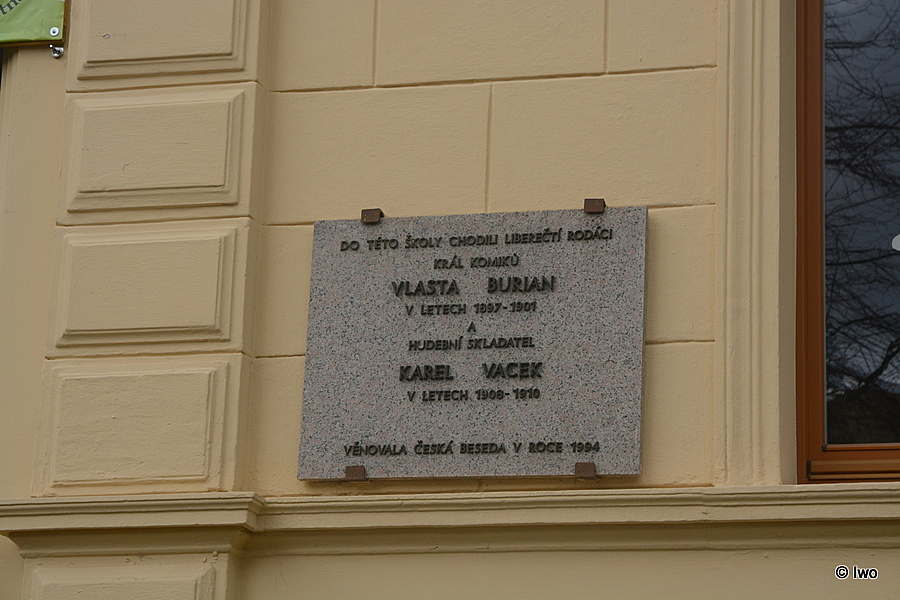 DO TÉTO ŠKOLY CHODILI LIBEREČTÍ RODÁCI
KRÁL KOMIKŮ
VLASTA BURIAN
V LETECH 1897-1901
A
HUDEBNÍ SKLADATEL
KAREL VACEK
V LETECH 1908-1910
VĚNOVALA ČESKÁ BESEDA V ROCE 1994
© Iwo